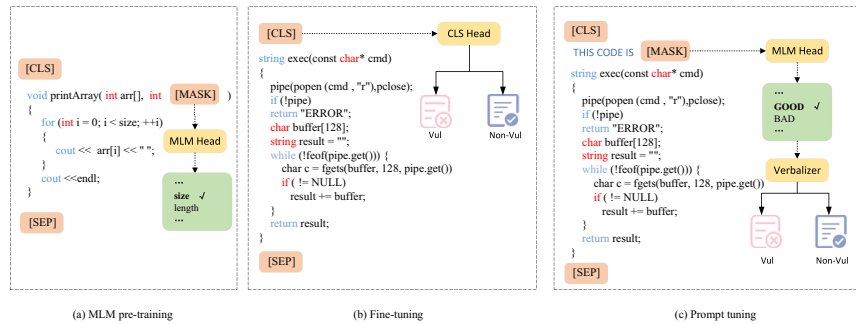 [CLS]
void printArray( int arr[], int [MASK] )
{
for (int i = 0; i < size; ++i)
{
cout << arr[i] << " ";
}
cout <<endl;
}
[SEP]
MLM Head
...
size ✓
length
...
(a) MLM pre-training
[CLS]
CLS Head
string exec(const char* cmd)
{
pipe(popen (cmd , "r"),pclose);
if (!pipe)
return "ERROR";
char buffer[128];
string result = "";
while (!feof(pipe.get())) {
char c = fgets(buffer, 128, pipe.get())
if ( != NULL)
result += buffer;
}
return result;
}
[SEP]
Vul
Non-Vul
(b) Fine-tuning
[CLS]
THIS CODE IS [MASK]
MLM Head
string exec(const char* cmd)
{
pipe(popen (cmd , "r"),pclose);
if (!pipe)
return "ERROR";
char buffer[128];
string result = "";
while (!feof(pipe.get())) {
char c = fgets(buffer, 128, pipe.get())
if ( != NULL)
result += buffer;
}
return result;
}
[SEP]
...
GOOD ✓
BAD
...
Verbalizer
Vul
Non-Vul
(c) Prompt tuning